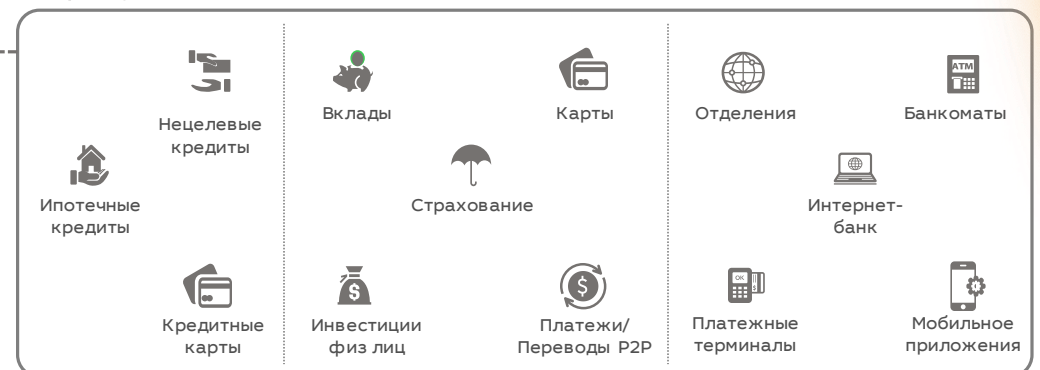 Нецелевые
кредиты
Ипотечные
кредиты
Кредитные
карты
Вклады
Карты
Страхование
Инвестиции
физ лиц
Платежи/
Переводы P2P
Отделения
ATM
Банкоматы
Интернет-
банк
OK
Платежные
терминалы
Мобильное
приложения